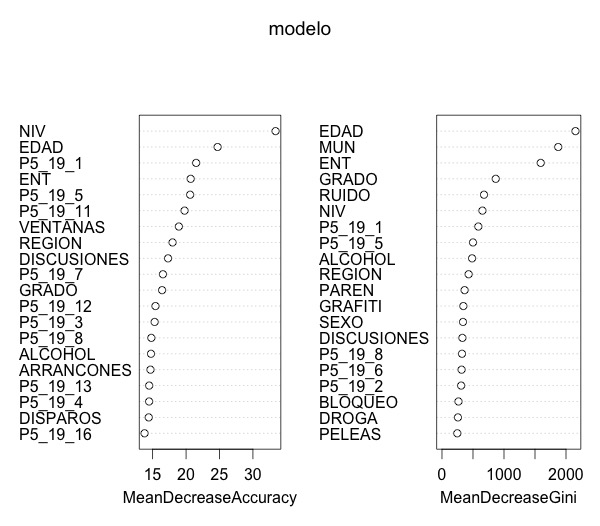 modelo
NIV
EDAD
P5_19_1
ENT
P5_19_5
P5_19_11
VENTANAS
REGION
DISCUSIONES
P5_19_7
GRADO
P5_19_12
P5_19_3
P5_19_8
ALCOHOL
ARRANCONES
P5_19_13
P5_19_4
DISPAROS
P5_19_16
15 20 25 30
MeanDecreaseAccuracy
EDAD
MUN
ENT
GRADO
RUIDO
NIV
P5_19_1
P5_19_5
ALCOHOL
REGION
PAREN
GRAFITI
SEXO
DISCUSIONES
P5_19_8
P5_19_6
P5_19_2
BLOQUEO
DROGA
PELEAS
0 1000 2000
MeanDecreaseGini